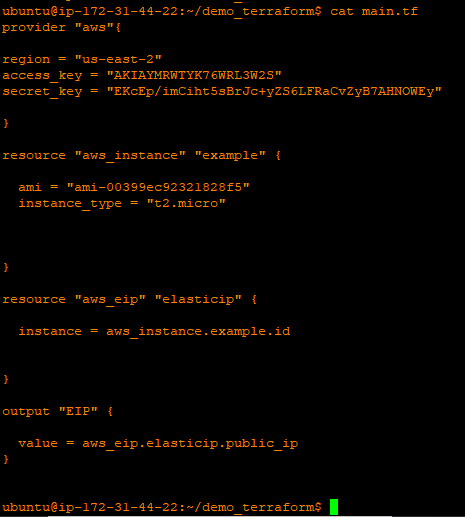 ubuntu@ip-172-31-44-22:~/demo_terraform$ cat main.tf
provider "aws"{
region = "us-east-2"
access_key = "AKIAYMRWTYK76WRL3W2S"
secret_key = "EKcEp/imCiht5sBrJc+yZS6LFRaCvZyB7AHNOWEy"
}
resource "aws_instance" "example" {
ami = "ami-00399ec92321828f5"
instance_type = "t2.micro"
}
resource "aws_eip" "elasticip" {
instance = aws_instance.example.id
}
output "EIP" {
value = aws_eip.elasticip.public_ip
}
ubuntu@ip-172-31-44-22:~/demo_terraform$